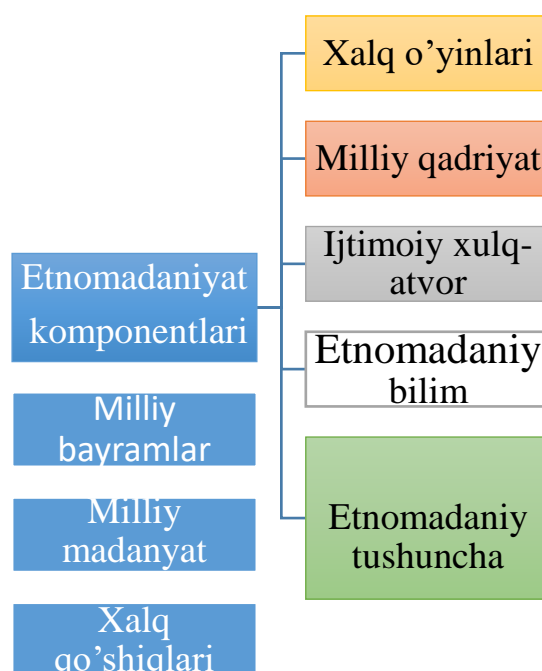 Xalq o’yinlari
Milliy qadriyat
Ijtimoiy xulq-
atvor
Etnomadaniyat
komponentlari
Etnomadaniy
bilim
Milliy
bayramlar
Etnomadaniy
tushuncha
Milliy
madanyat
Xalq
qo’shiqlari